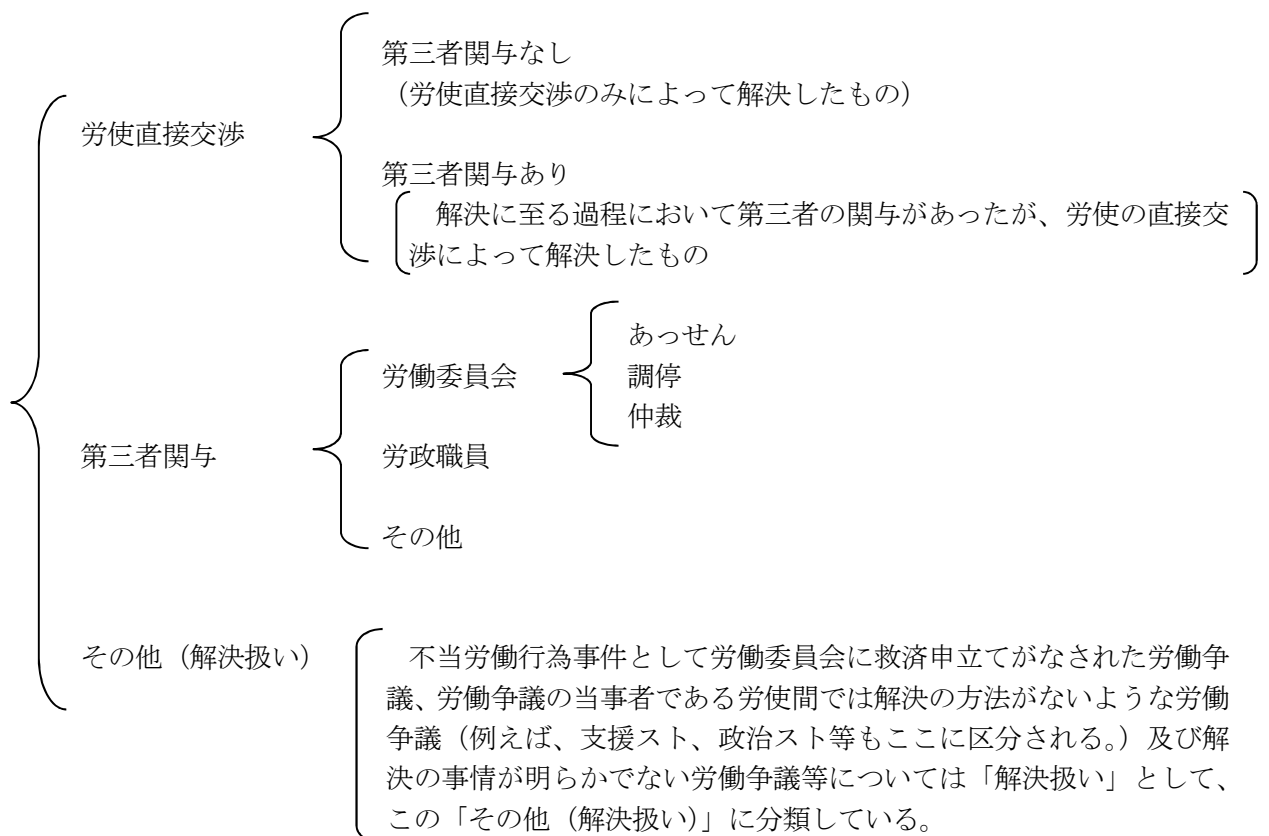 第三者関与なし
（労使直接交渉のみによって解決したもの）
労使直接交渉
第三者関与あり
解決に至る過程において第三者の関与があったが、労使の直接交
渉によって解決したもの
あっせん
労働委員会
調停
仲裁
第三者関与
労政職員
その他
その他（解決扱い）
不当労働行為事件として労働委員会に救済申立てがなされた労働争
議、労働争議の当事者である労使間では解決の方法がないような労働
争議（例えば、支援スト、政治スト等もここに区分される。）及び解
決の事情が明らかでない労働争議等については「解決扱い」として、
この「その他（解決扱い）」に分類している。